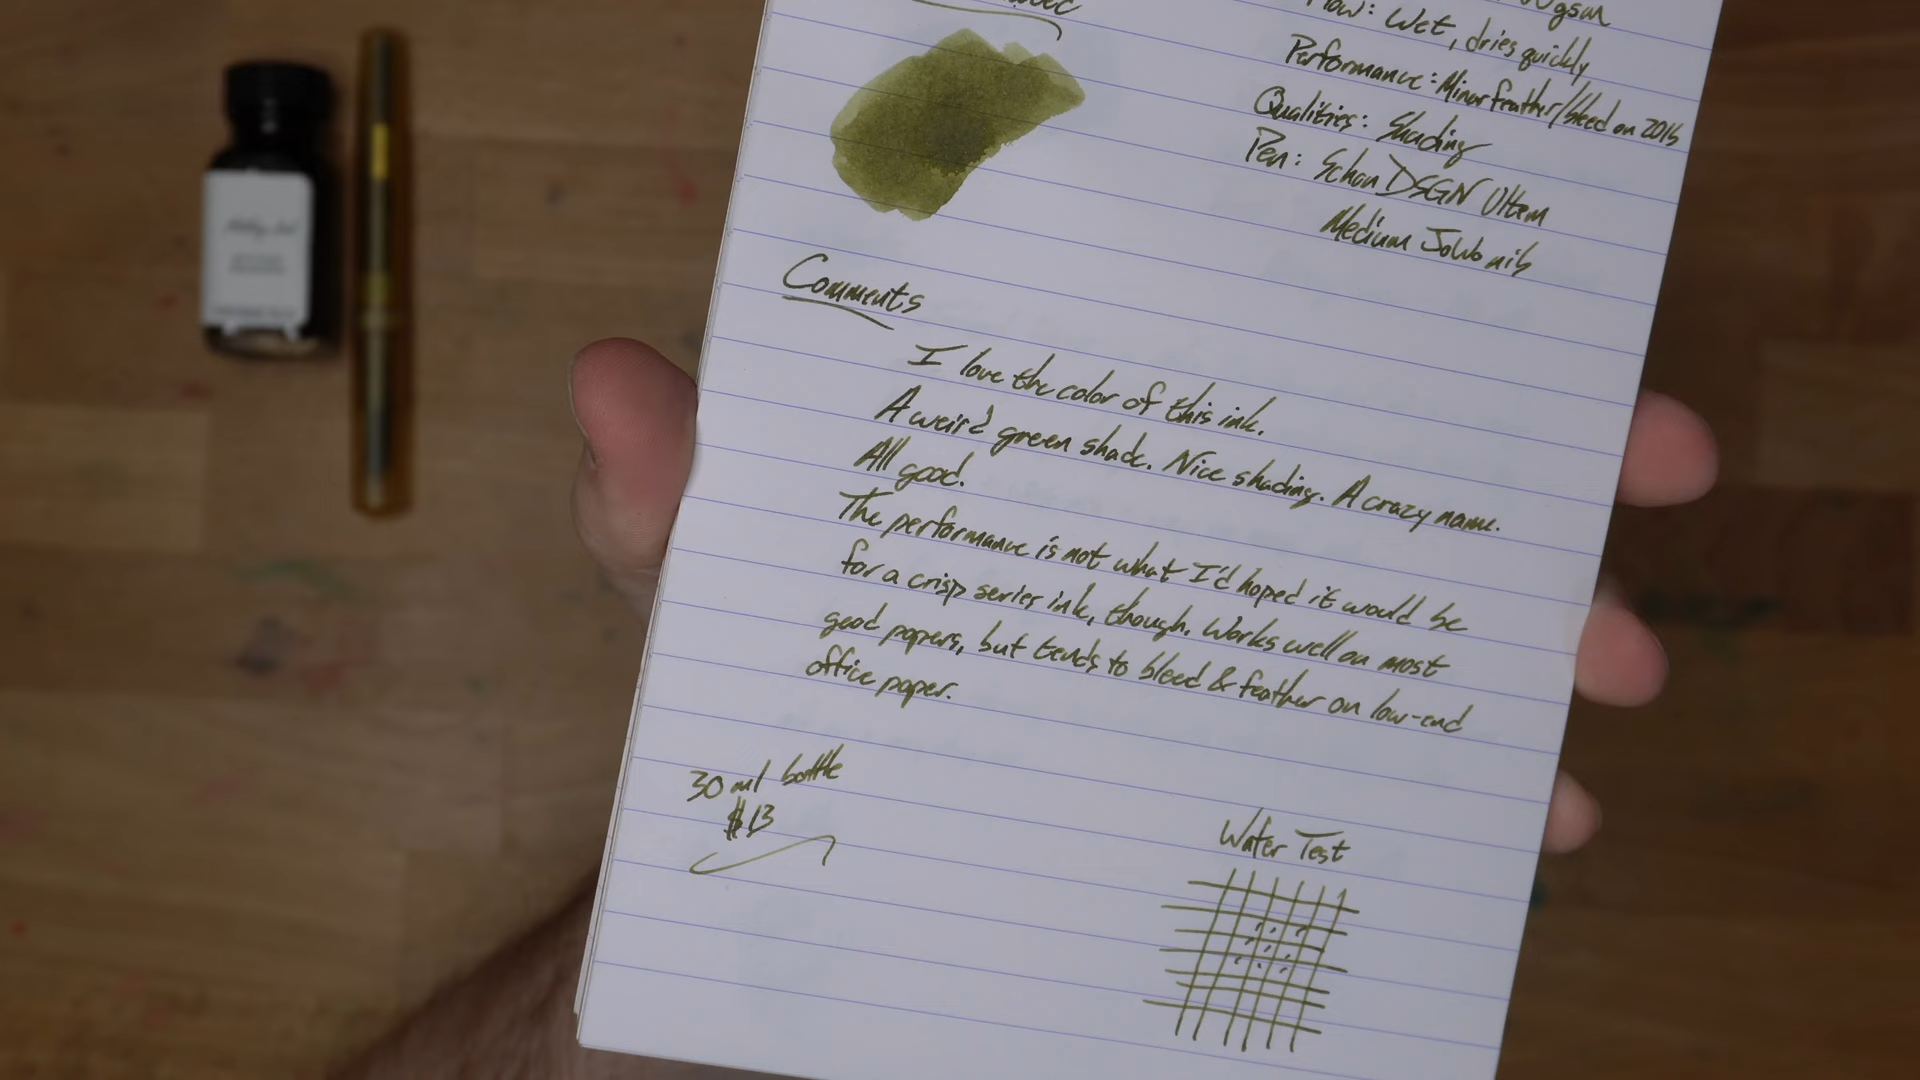 Flow: Wet, dries quickly
Performance: Minor feather/bleed on 20lb
Qualities: Shading
Pen: Schon DSGN Ultem
Medium JoWo nib
Comments
I love the color of this ink.
A weird green shade. Nice shading. A crazy name.
All good.
The performance is not what I'd hoped it would be
for a crisp series ink, though. Works well on most
good papers, but tends to bleed & feather on low-end
office paper.
30 ml bottle
$13
Water Test